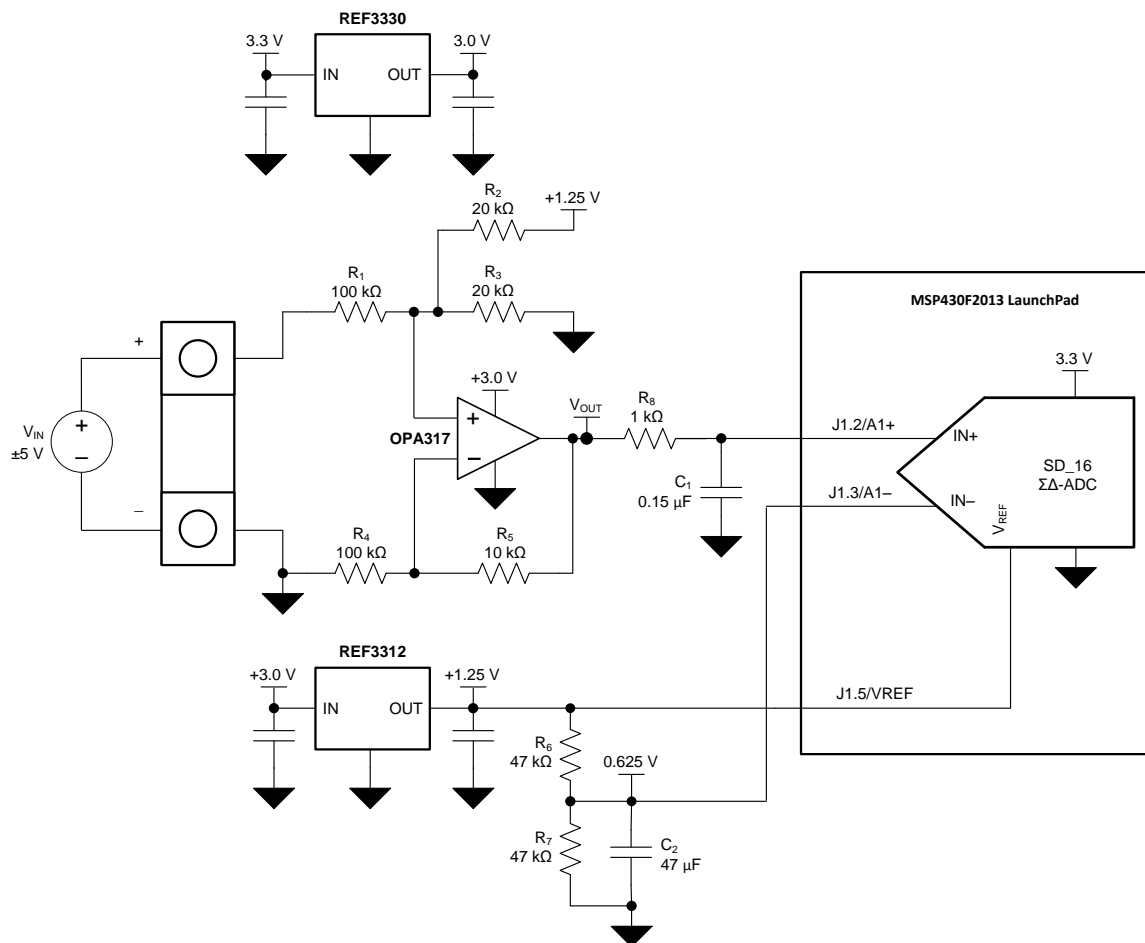 REF3330
3.3 V
3.0 V
IN
OUT
R2
20 kΩ
+1.25 V
R1
100 kΩ
R3
20 kΩ
MSP430F2013 LaunchPad
+
+3.0 V
3.3 V
VIN
±5 V
+
−
OPA317
+
−
VOUT
R8
1 kΩ
J1.2/A1+
IN+
SD_16
ΣΔ-ADC
C1
0.15 µF
J1.3/A1−
IN−
VREF
−
R4
100 kΩ
R5
10 kΩ
REF3312
+3.0 V
+1.25 V
IN
OUT
J1.5/VREF
R6
47 kΩ
0.625 V
R7
47 kΩ
C2
47 µF